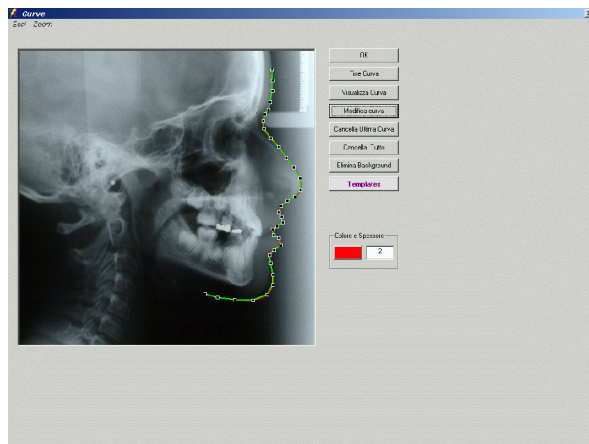 Curve
Esci Zoom
OK
Fine Curva
Visualizza Curva
Modifica curva
Cancella Ultima Curva
Cancella Tutto
Elimina Background
Templates
Colore e Spessore
2